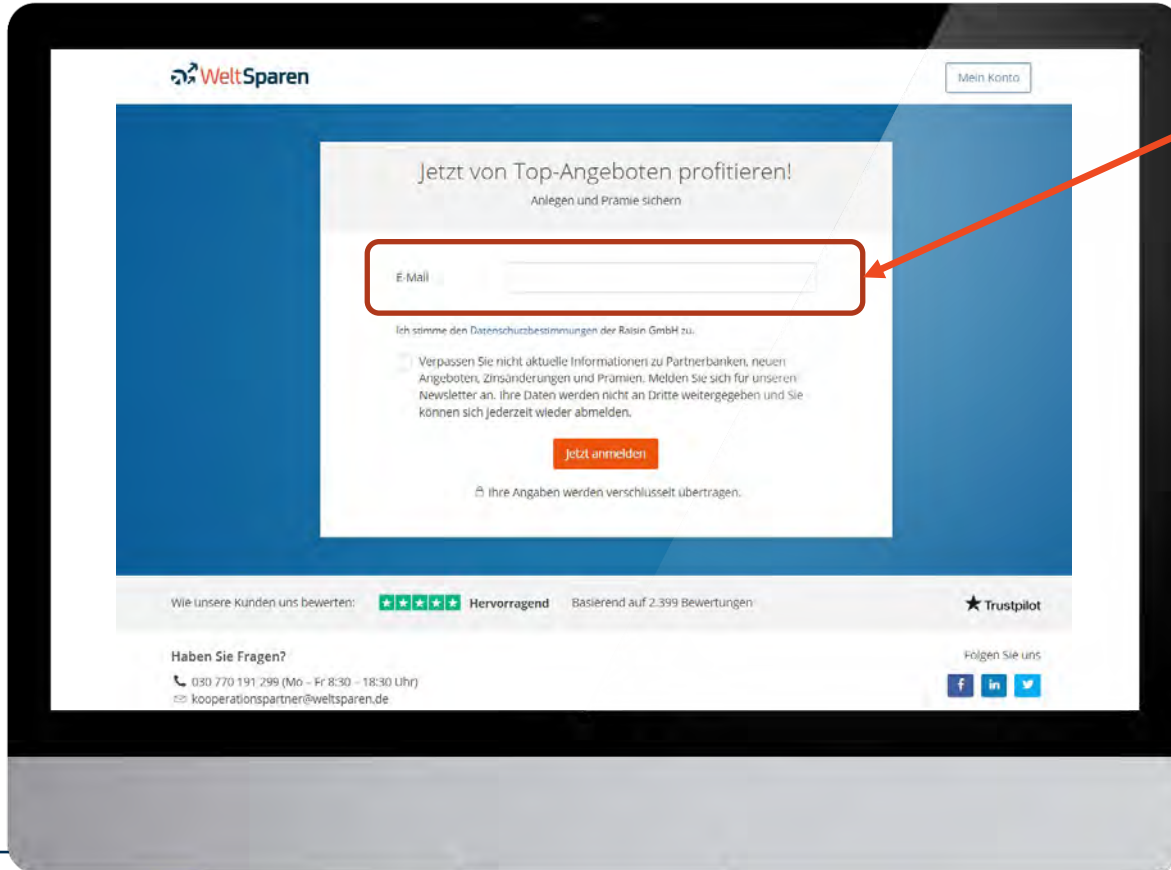 WeltSparen
Mein Konto
Jetzt von Top-Angeboten profitieren!
Anlegen und Prämie sichern
E-Mail
Ich stimme den Datenschutzbestimmungen der Raisin GmbH zu.
Verpassen Sie nicht aktuelle Informationen zu Partnerbanken, neuen
Angeboten, Zinsänderungen und Prämien. Melden Sie sich für unseren
Newsletter an. Ihre Daten werden nicht an Dritte weitergegeben und Sie
können sich jederzeit wieder abmelden.
Jetzt anmelden
Ihre Angaben werden verschlüsselt übertragen.
Wie unsere Kunden uns bewerten: Hervorragend Basierend auf 2.399 Bewertungen Trustpilot
Haben Sie Fragen? Folgen Sie uns
030 770 191 299 (Mo – Fr 8:30 – 18:30 Uhr)
kooperationspartner@weltsparen.de
f in